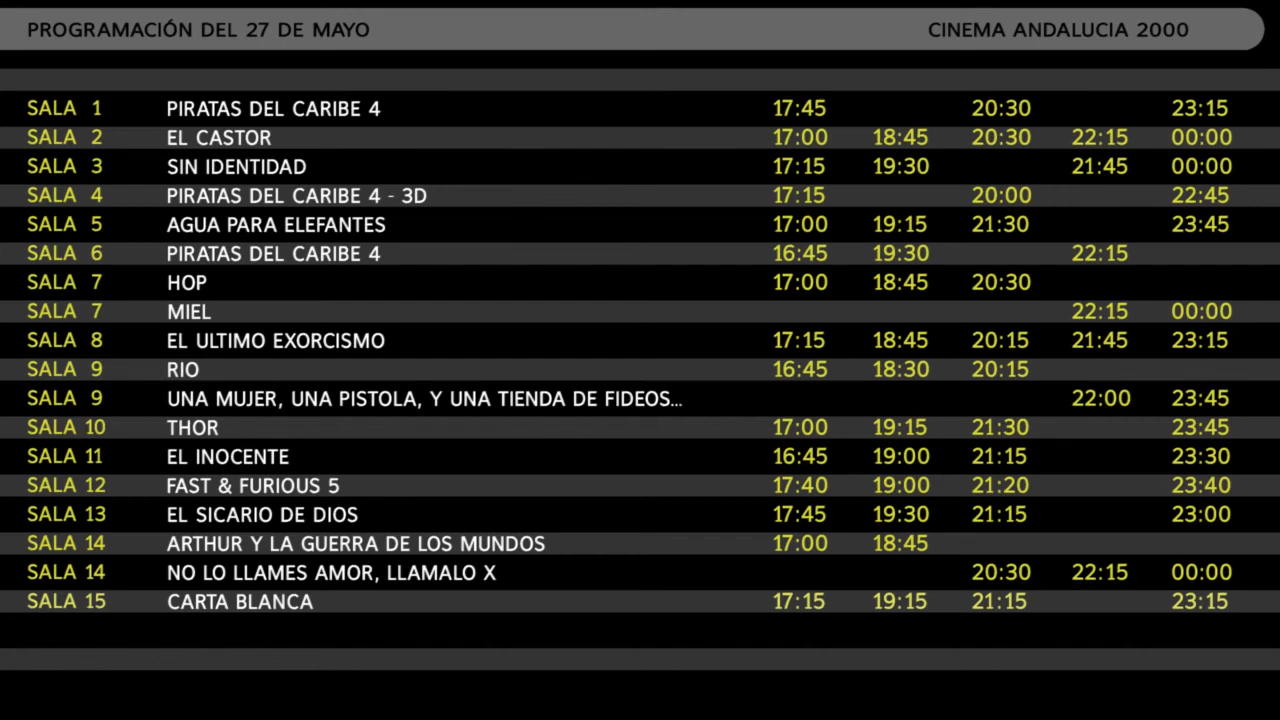 PROGRAMACIÓN DEL 27 DE MAYO CINEMA ANDALUCIA 2000
SALA 1 PIRATAS DEL CARIBE 4 17:45 20:30 23:15
SALA 2 EL CASTOR 17:00 18:45 20:30 22:15 00:00
SALA 3 SIN IDENTIDAD 17:15 19:30 21:45 00:00
SALA 4 PIRATAS DEL CARIBE 4 - 3D 17:15 20:00 22:45
SALA 5 AGUA PARA ELEFANTES 17:00 19:15 21:30 23:45
SALA 6 PIRATAS DEL CARIBE 4 16:45 19:30 22:15
SALA 7 HOP 17:00 18:45 20:30
SALA 7 MIEL 22:15 00:00
SALA 8 EL ULTIMO EXORCISMO 17:15 18:45 20:15 21:45 23:15
SALA 9 RIO 16:45 18:30 20:15
SALA 9 UNA MUJER, UNA PISTOLA, Y UNA TIENDA DE FIDEOS... 22:00 23:45
SALA 10 THOR 17:00 19:15 21:30 23:45
SALA 11 EL INOCENTE 16:45 19:00 21:15 23:30
SALA 12 FAST & FURIOUS 5 17:40 19:00 21:20 23:40
SALA 13 EL SICARIO DE DIOS 17:45 19:30 21:15 23:00
SALA 14 ARTHUR Y LA GUERRA DE LOS MUNDOS 17:00 18:45
SALA 14 NO LO LLAMES AMOR, LLAMALO X 20:30 22:15 00:00
SALA 15 CARTA BLANCA 17:15 19:15 21:15 23:15